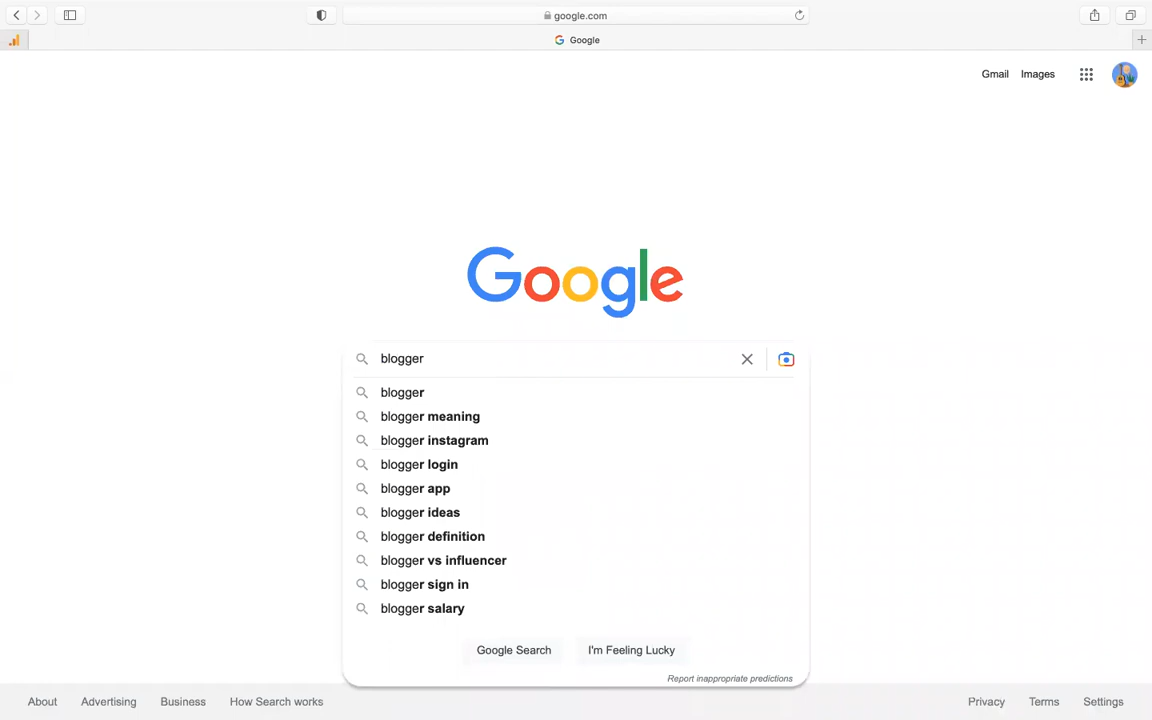 google.com
Google
Gmail Images
Google
blogger
blogger
blogger meaning
blogger instagram
blogger login
blogger app
blogger ideas
blogger definition
blogger vs influencer
blogger sign in
blogger salary
Google Search I'm Feeling Lucky
Report inappropriate predictions
About Advertising Business How Search works Privacy Terms Settings